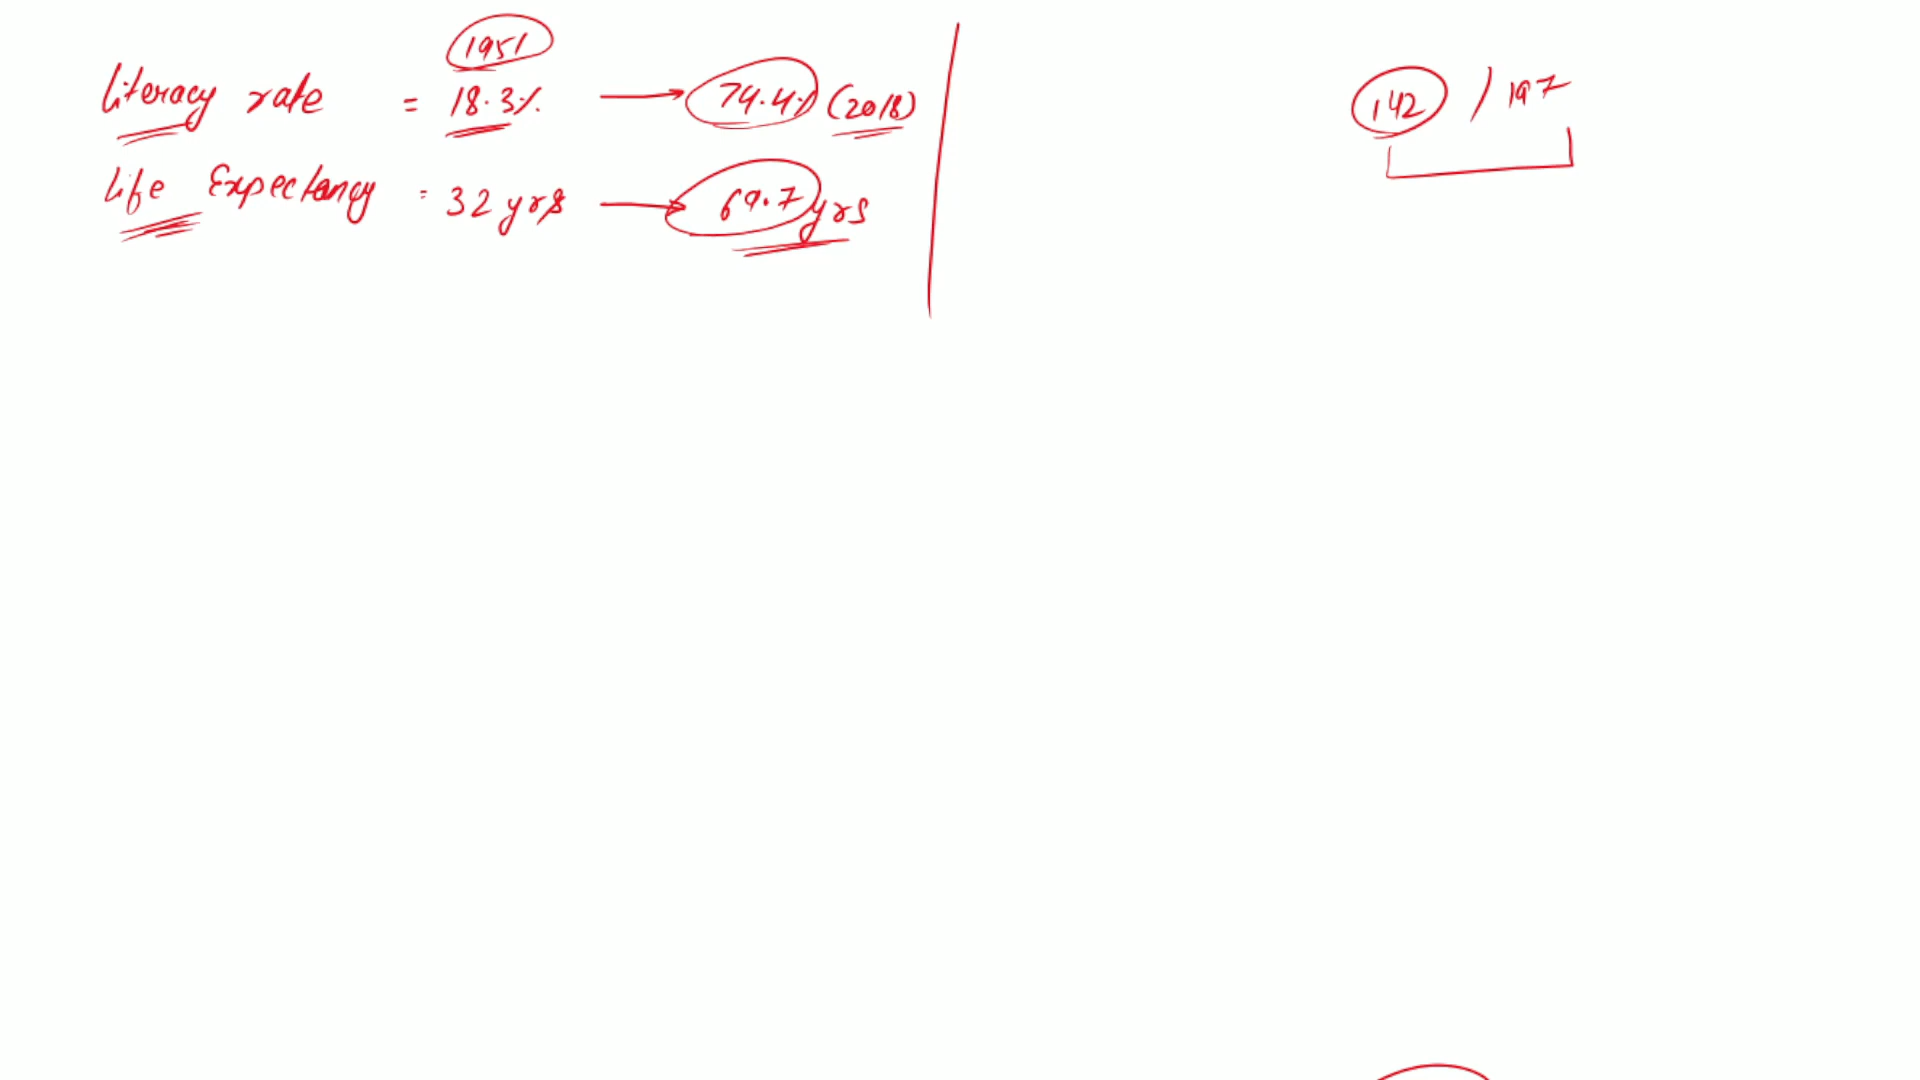 1951
Literacy rate = 18.3% → 74.4% (2018)
Life Expectancy = 32 yrs → 69.7 yrs
142 / 197